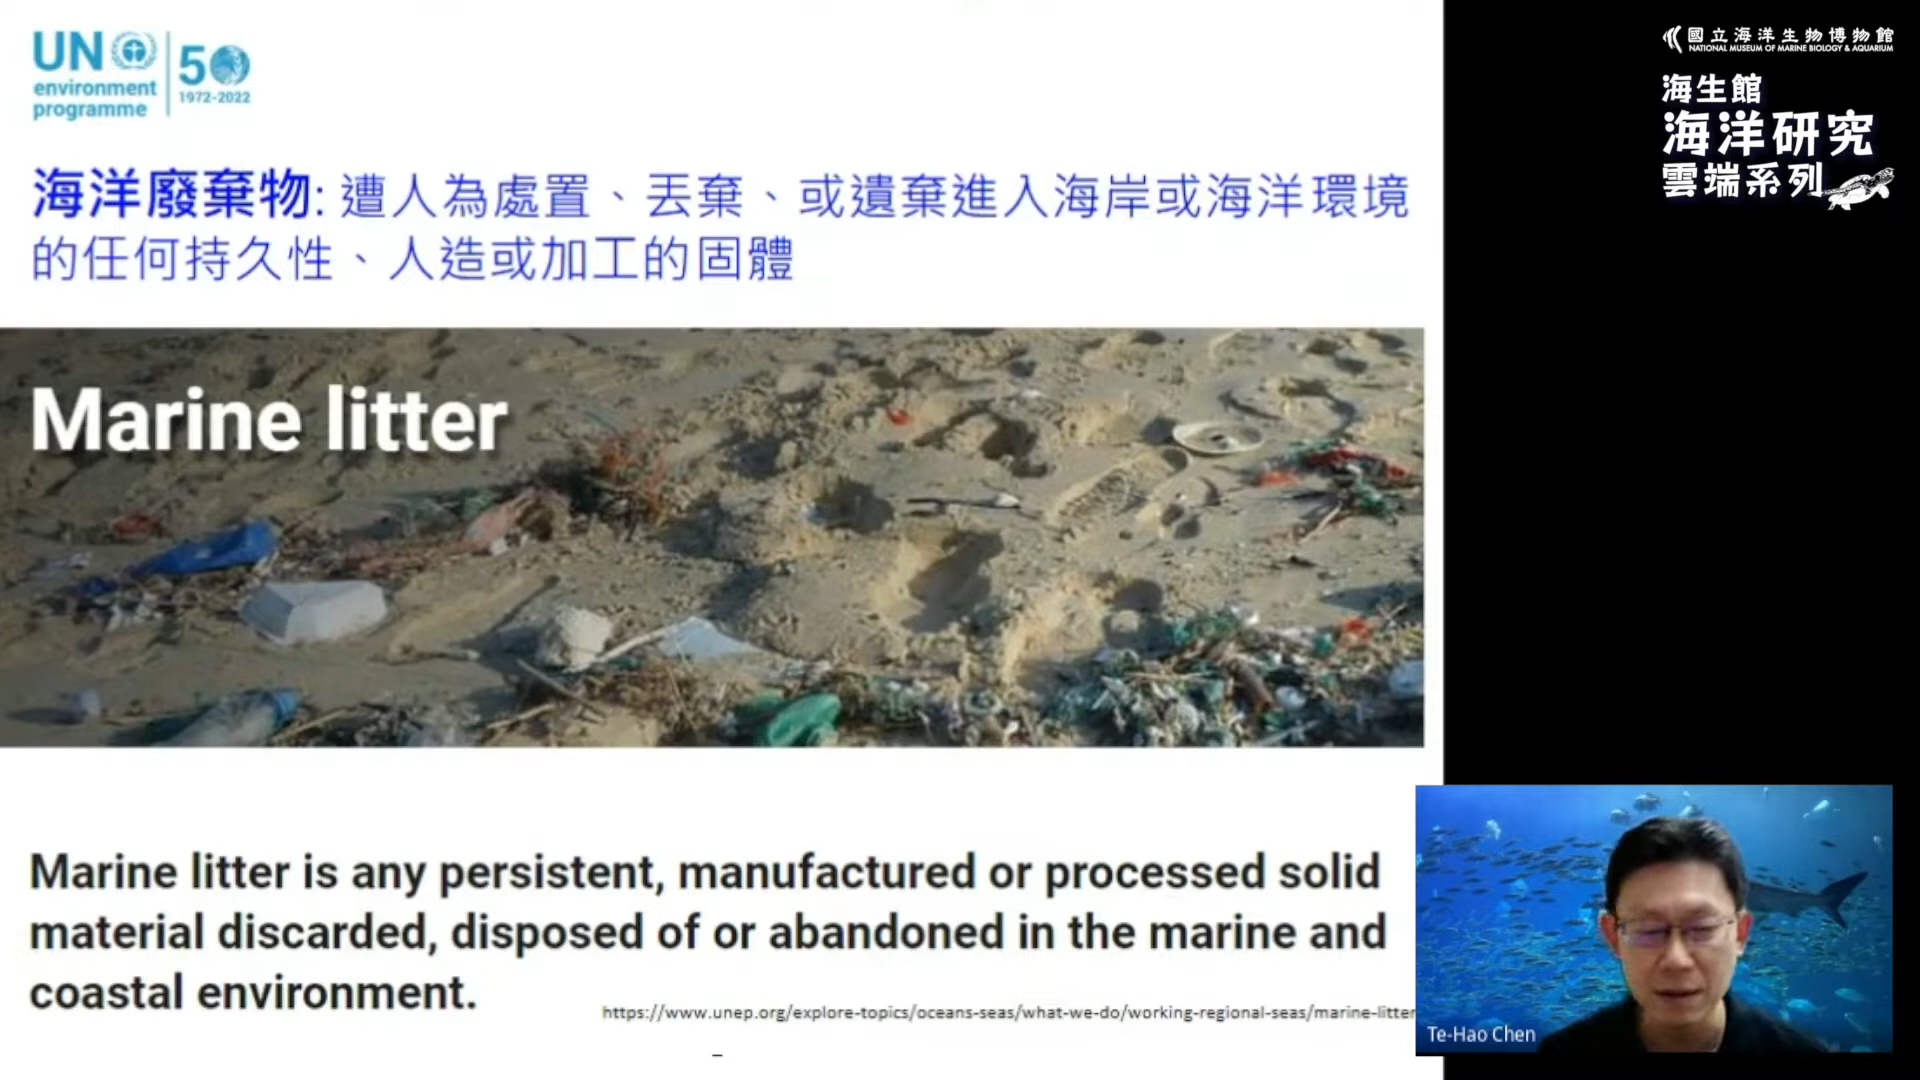 UN
environment
programme
50
1972-2022
海洋廢棄物: 遭人為處置、丟棄、或遺棄進入海岸或海洋環境
的任何持久性、人造或加工的固體
Marine litter
Marine litter is any persistent, manufactured or processed solid
material discarded, disposed of or abandoned in the marine and
coastal environment.
https://www.unep.org/explore-topics/oceans-seas/what-we-do/working-regional-seas/marine-litter
國立海洋生物博物館
NATIONAL MUSEUM OF MARINE BIOLOGY & AQUARIUM
海生館
海洋研究
雲端系列
Te-Hao Chen